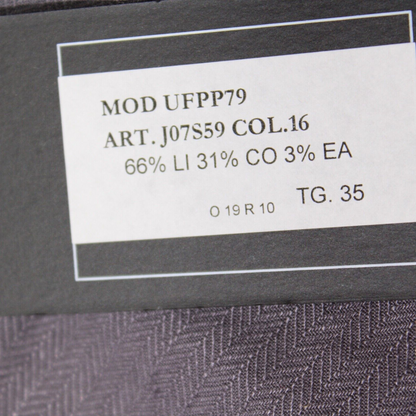 MOD UFPP79
ART. J07S59 COL.16
66% LI 31% CO 3% EA
O 19 R 10 TG. 35